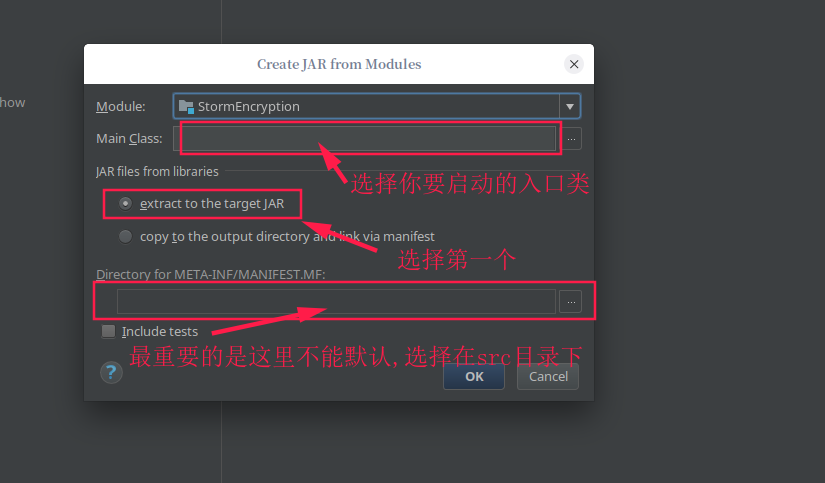 Create JAR from Modules
how
Module: StormEncryption
Main Class: ...
选择你要启动的入口类
JAR files from libraries
extract to the target JAR
copy to the output directory and link via manifest
选择第一个
Directory for META-INF/MANIFEST.MF:
...
Include tests
最重要的是这里不能默认,选择在src目录下
? OK Cancel